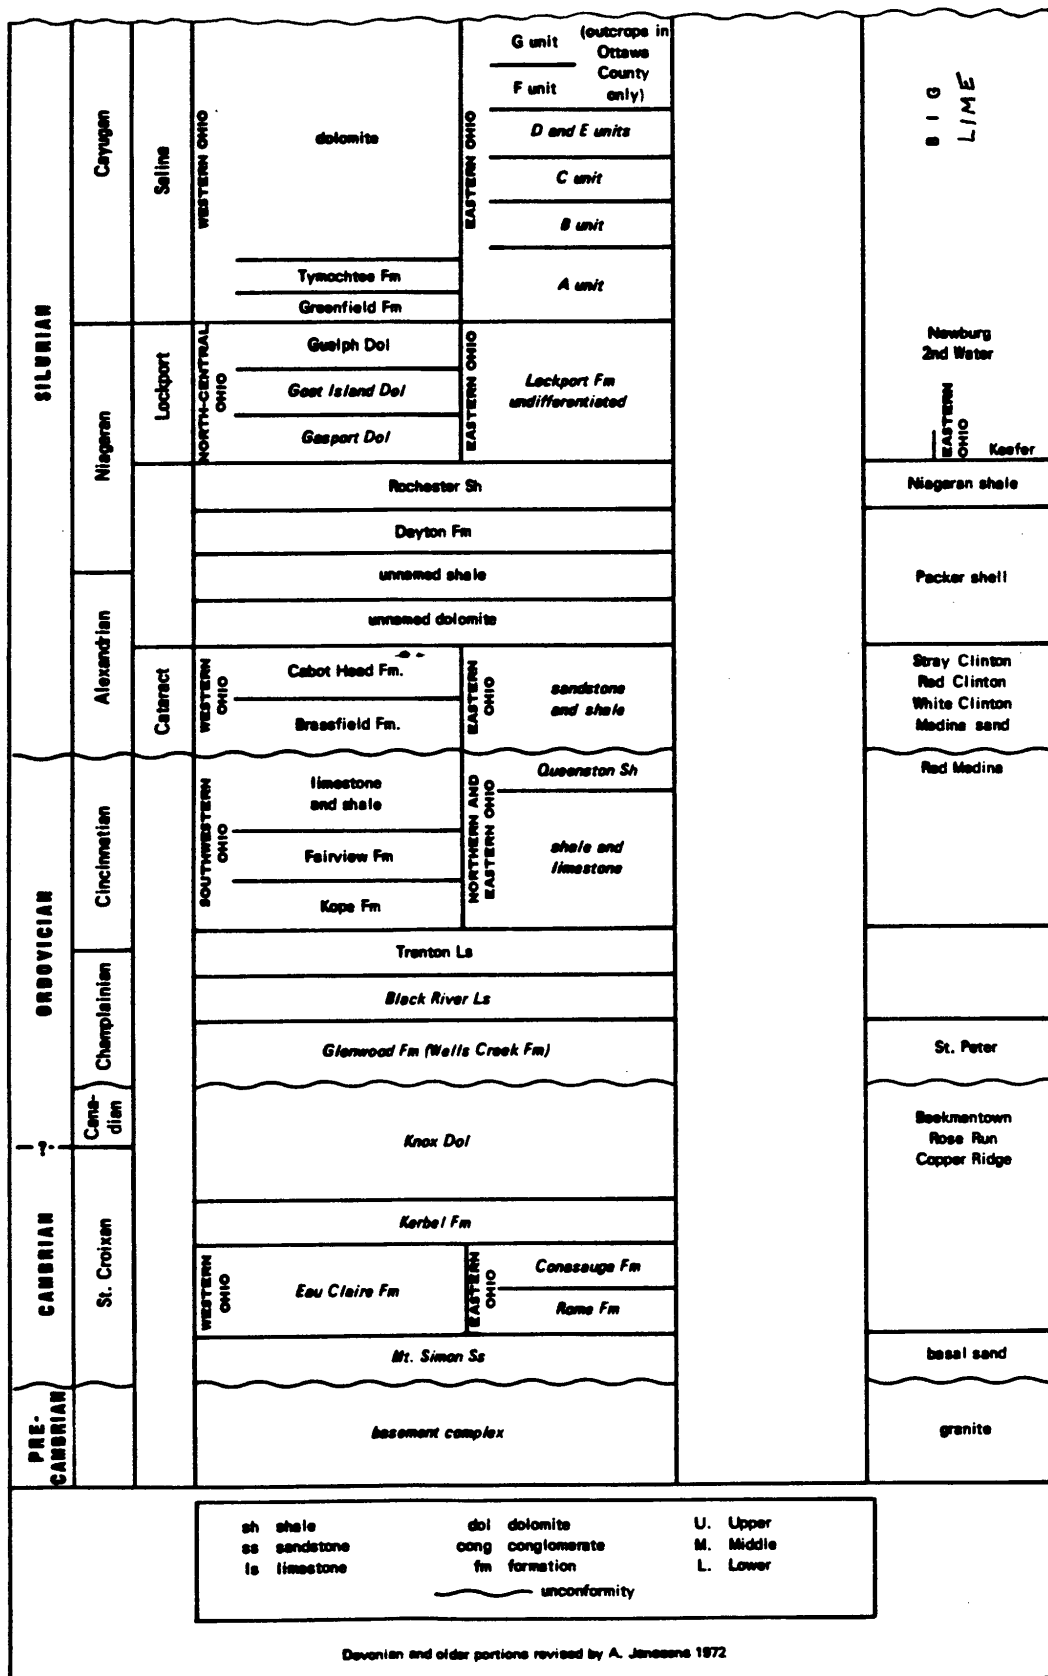 SILURIAN
Cayugan
Salina
WESTERN OHIO
dolomite
Tymochtee Fm
Greenfield Fm
EASTERN OHIO
G unit
(outcrops in
Ottawa
County
only)
F unit
D and E units
C unit
B unit
A unit
BIG
LIME
Niagaran
Lockport
NORTH-CENTRAL
OHIO
Guelph Dol
Goat Island Dol
Gasport Dol
EASTERN OHIO
Lockport Fm
undifferentiated
Newburg
2nd Water
EASTERN
OHIO
Keefer
Rochester Sh
Niagaran shale
Dayton Fm
unnamed shale
Packer shell
Alexandrian
unnamed dolomite
Cataract
WESTERN
OHIO
Cabot Head Fm.
Brassfield Fm.
EASTERN
OHIO
sandstone
and shale
Stray Clinton
Red Clinton
White Clinton
Medina sand
ORDOVICIAN
Cincinnatian
SOUTHWESTERN
OHIO
limestone
and shale
Fairview Fm
Kope Fm
NORTHERN AND
EASTERN OHIO
Queenston Sh
shale and
limestone
Red Medina
Champlainian
Trenton Ls
Black River Ls
Glenwood Fm (Wells Creek Fm)
St. Peter
Cana-
dian
Knox Dol
Beekmantown
Rose Run
Copper Ridge
?
CAMBRIAN
St. Croixan
Kerbel Fm
WESTERN
OHIO
Eau Claire Fm
EASTERN
OHIO
Conasauga Fm
Rome Fm
Mt. Simon Ss
basal sand
PRE-
CAMBRIAN
basement complex
granite
sh shale
ss sandstone
ls limestone
dol dolomite
cong conglomerate
fm formation
U. Upper
M. Middle
L. Lower
unconformity
Devonian and older portions revised by A. Janssens 1972